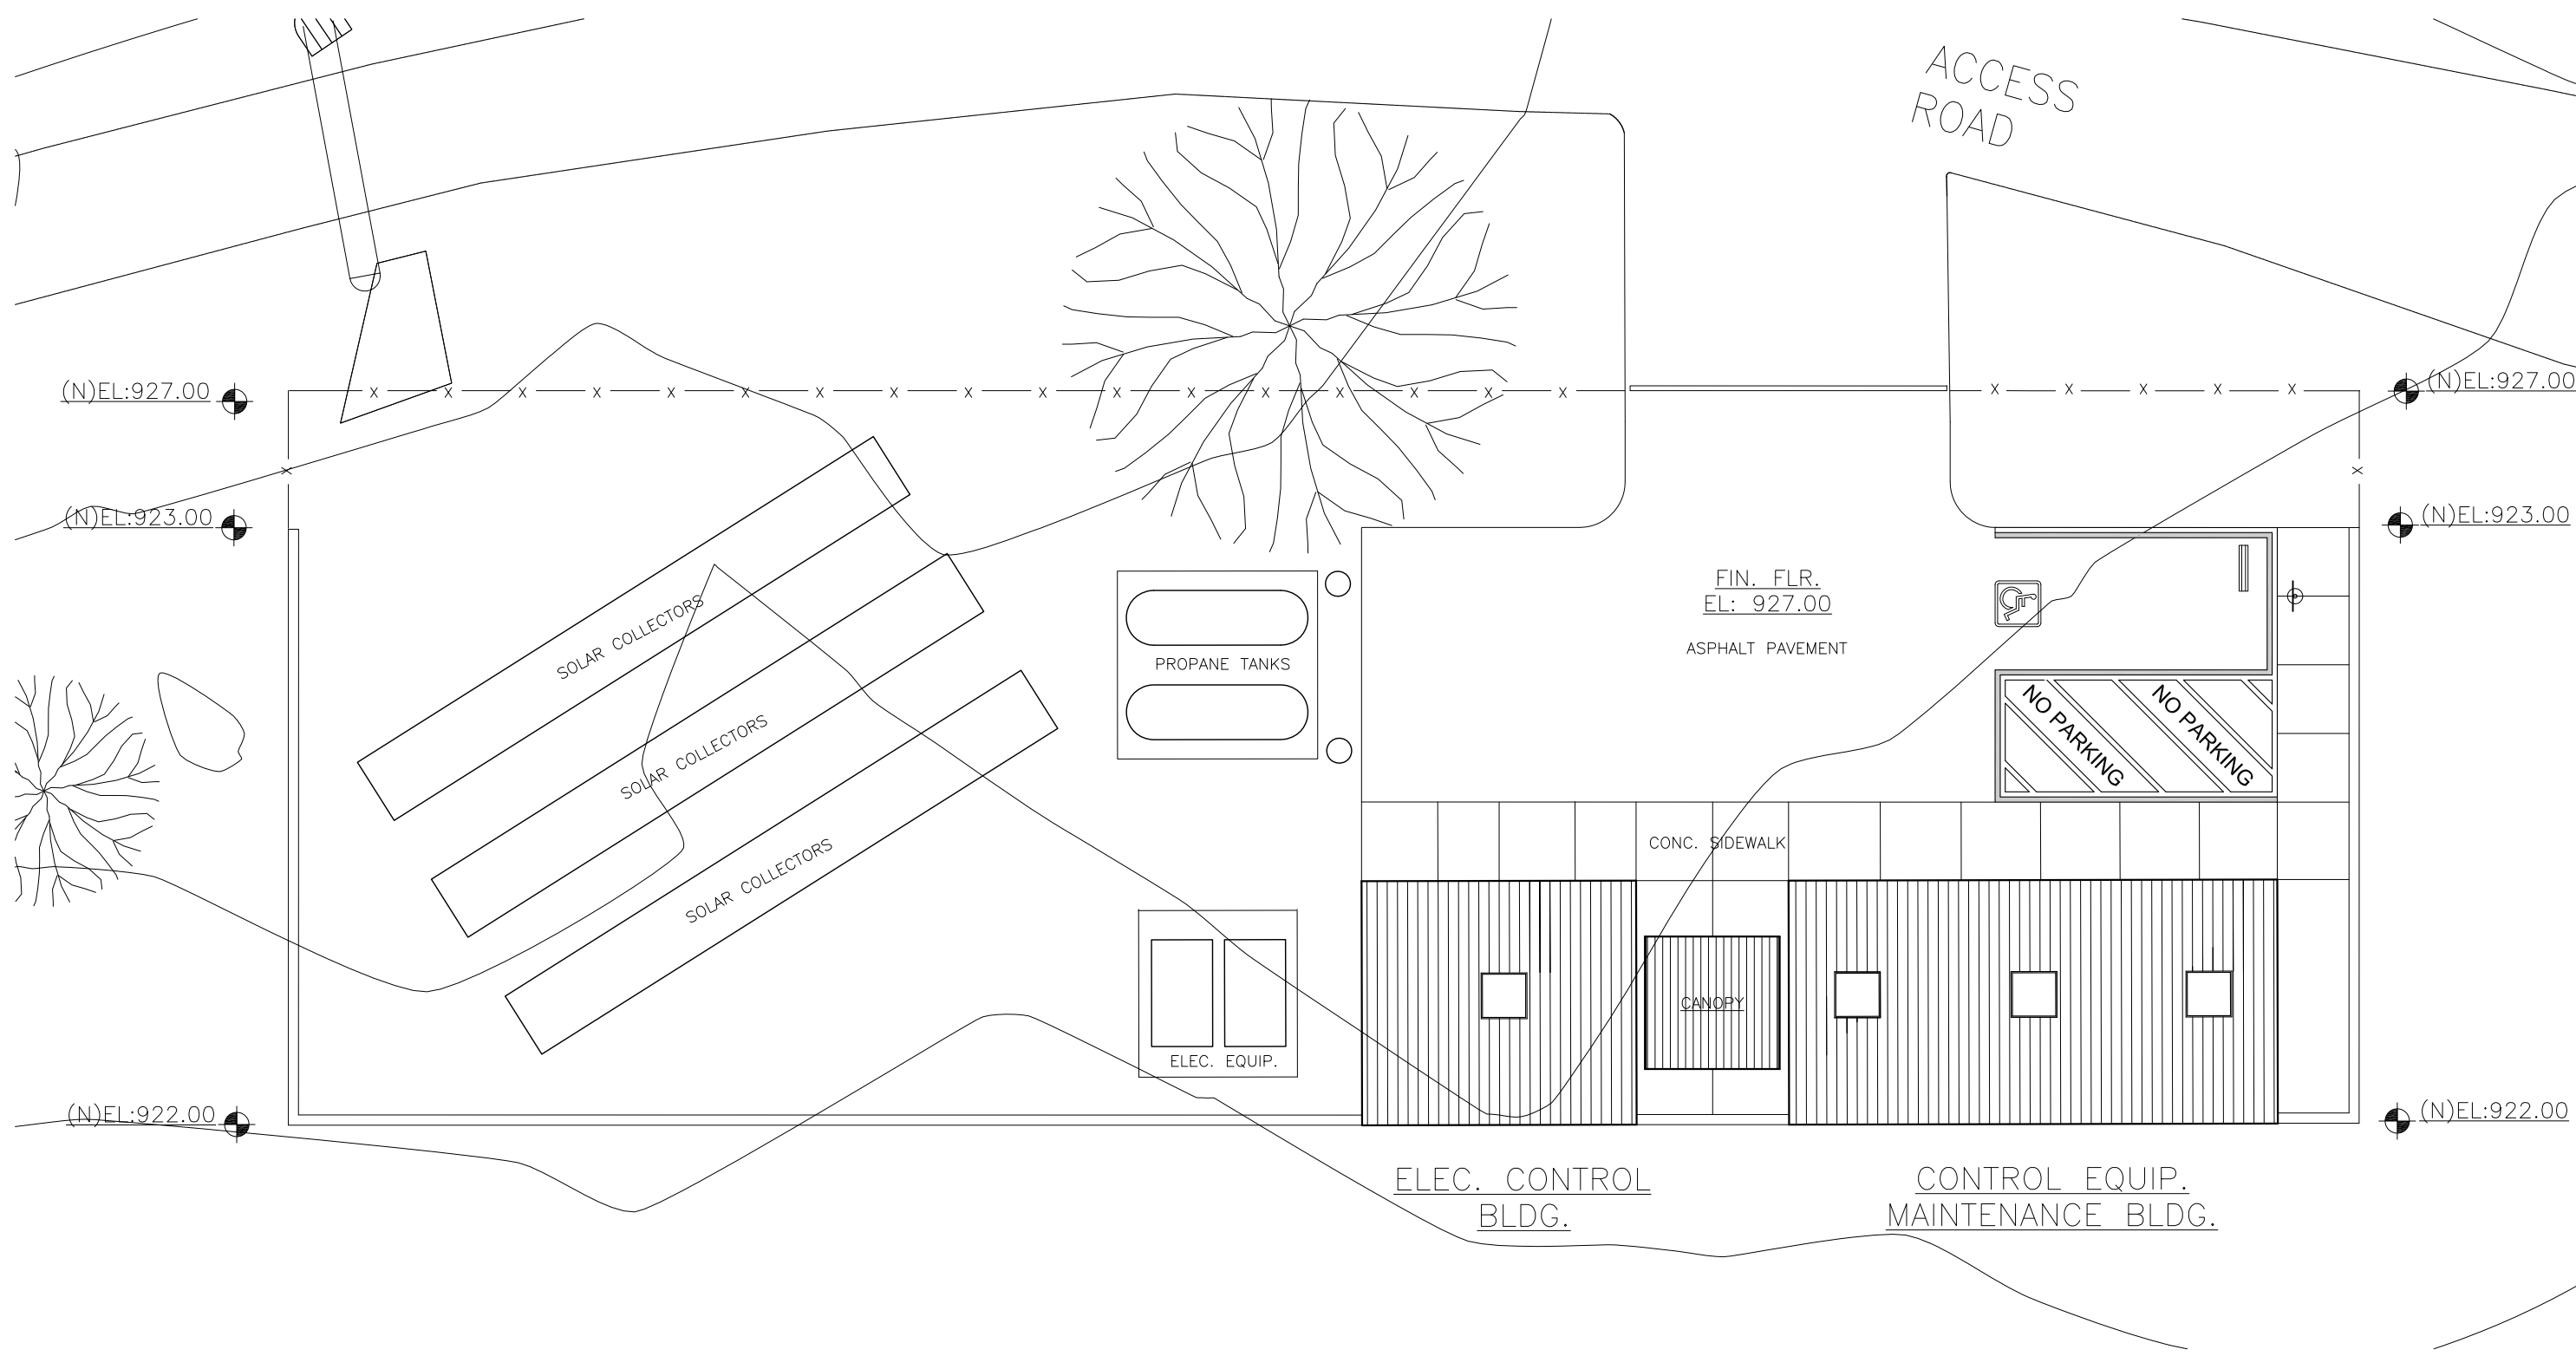 ACCESS
ROAD
(N)EL:927.00
(N)EL:927.00
(N)EL:923.00
(N)EL:923.00
FIN. FLR.
EL: 927.00
ASPHALT PAVEMENT
SOLAR COLLECTORS
PROPANE TANKS
SOLAR COLLECTORS
NO PARKING
NO PARKING
SOLAR COLLECTORS
CONC. SIDEWALK
CANOPY
ELEC. EQUIP.
(N)EL:922.00
(N)EL:922.00
ELEC. CONTROL
BLDG.
CONTROL EQUIP.
MAINTENANCE BLDG.